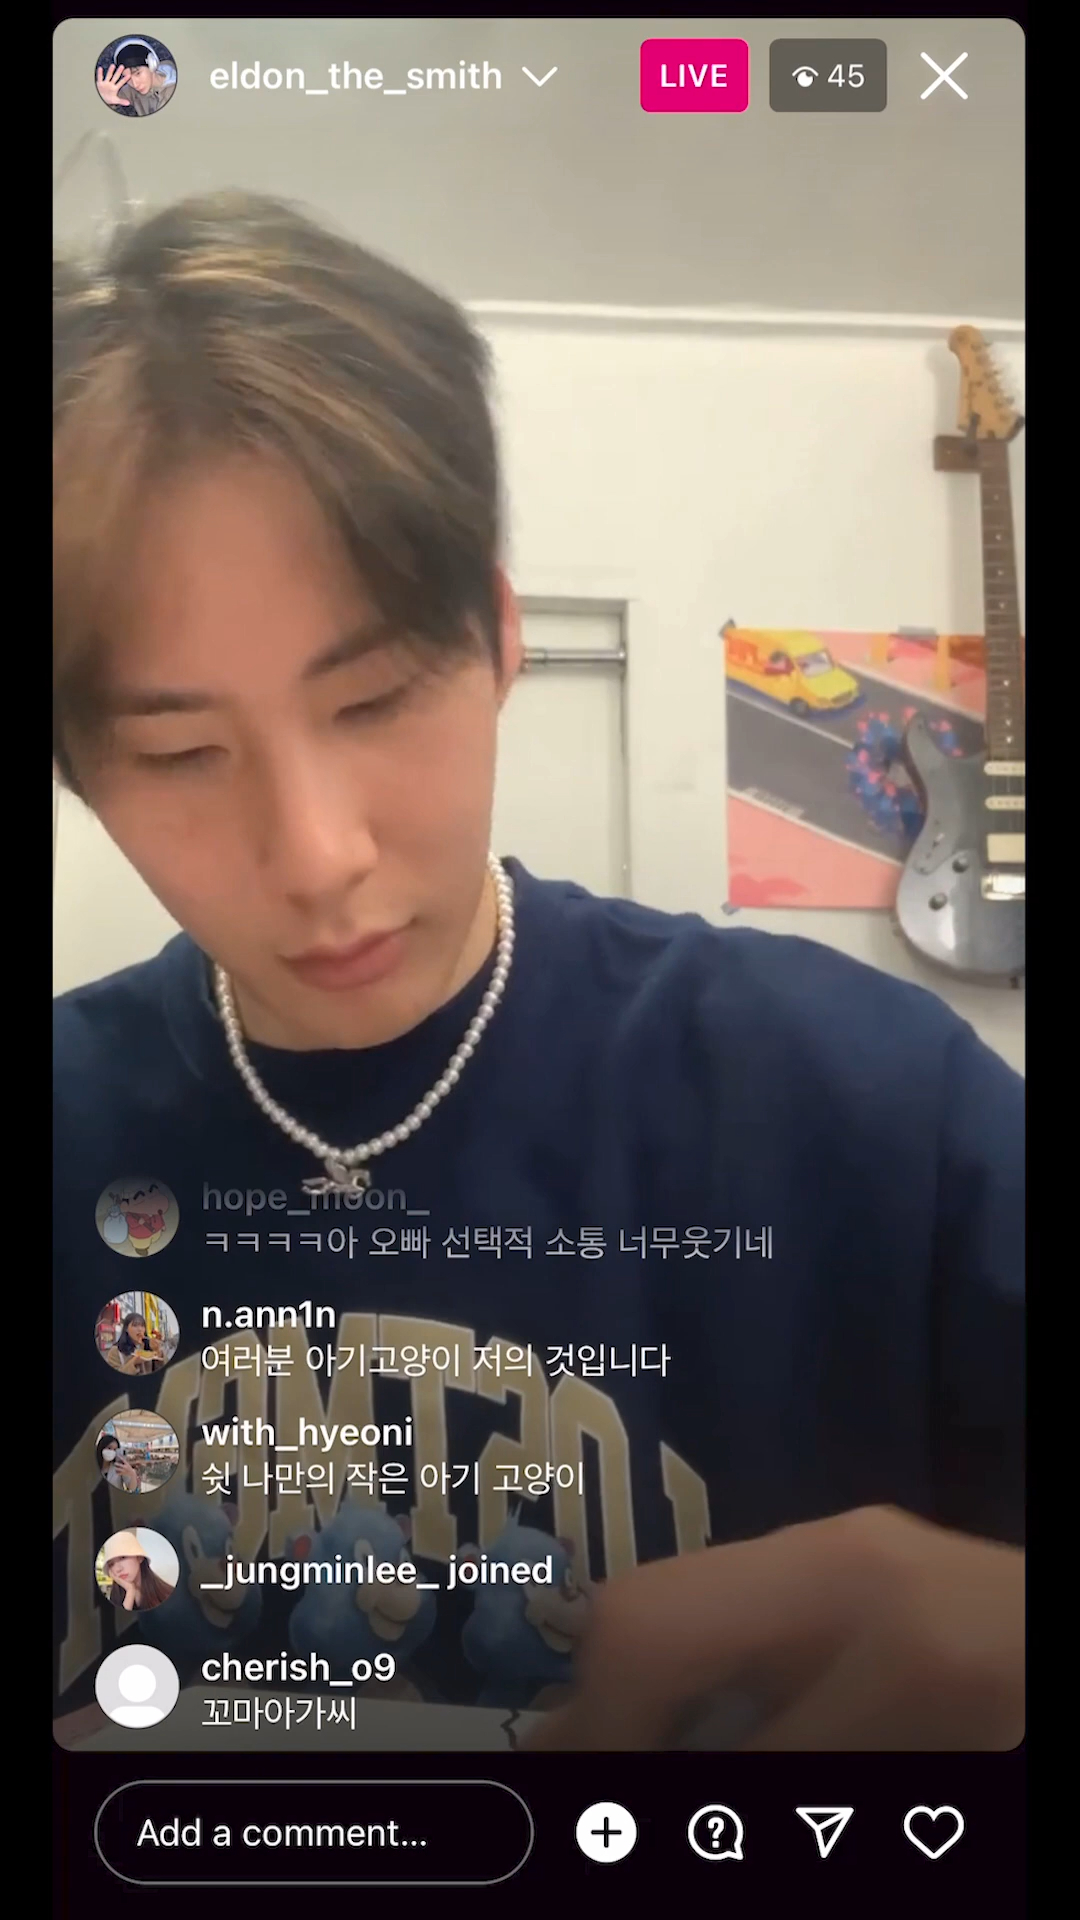 eldon_the_smith
LIVE
45
hope_moon_
ㅋㅋㅋㅋ아 오빠 선택적 소통 너무웃기네
n.ann1n
여러분 아기고양이 저의 것입니다
with_hyeoni
쉿 나만의 작은 아기 고양이
_jungminlee_ joined
cherish_o9
꼬마아가씨
Add a comment...